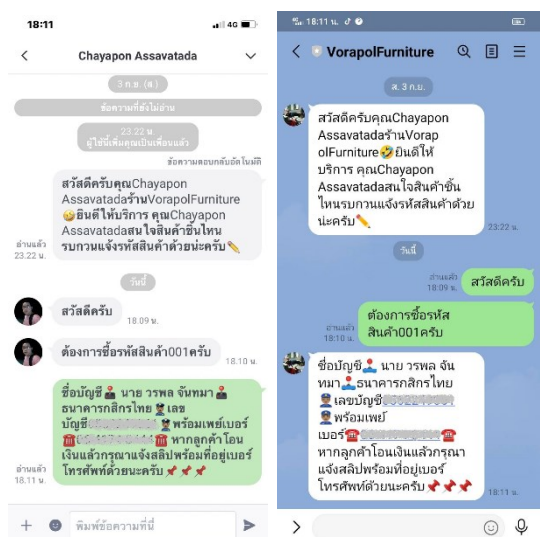 18:11
4G
Chayapon Assavatada
3 ก.ย. (ส.)
ข้อความที่ยังไม่อ่าน
23.22 น.
ผู้ใช้นี้เพิ่มคุณเป็นเพื่อนแล้ว
ข้อความตอบกลับอัตโนมัติ
สวัสดีครับคุณChayapon
Assavatadaร้านVorapolFurniture
🤣ยินดีให้บริการ คุณChayapon
Assavatadaสนใจสินค้าชิ้นไหน
รบกวนแจ้งรหัสสินค้าด้วยน่ะครับ✏️
อ่านแล้ว
23.22 น.
วันนี้
สวัสดีครับ
18.09 น.
ต้องการซื้อรหัสสินค้า001ครับ
18.10 น.
ชื่อบัญชี นาย วรพล จันทมา
ธนาคารกสิกรไทย เลข
บัญชี พร้อมเพย์เบอร์
☎️ ☎️ หากลูกค้าโอน
เงินแล้วกรุณาแจ้งสลิปพร้อมที่อยู่เบอร์
โทรศัพท์ด้วยนะครับ📌📌📌
อ่านแล้ว
18.11 น.
พิมพ์ข้อความที่นี่
18:11 น.
VorapolFurniture
ส. 3 ก.ย.
สวัสดีครับคุณChayapon
Assavatadaร้านVorap
olFurniture🤣ยินดีให้
บริการ คุณChayapon
Assavatadaสนใจสินค้าชิ้น
ไหนรบกวนแจ้งรหัสสินค้าด้วย
น่ะครับ✏️
23:22 น.
วันนี้
อ่านแล้ว
18:09 น.
สวัสดีครับ
ต้องการซื้อรหัส
สินค้า001ครับ
อ่านแล้ว
18:10 น.
ชื่อบัญชี นาย วรพล จัน
ทมา ธนาคารกสิกรไทย
เลขบัญชี
พร้อมเพย์
เบอร์☎️ ☎️
หากลูกค้าโอนเงินแล้วกรุณา
แจ้งสลิปพร้อมที่อยู่เบอร์
โทรศัพท์ด้วยนะครับ📌📌📌
18:11 น.